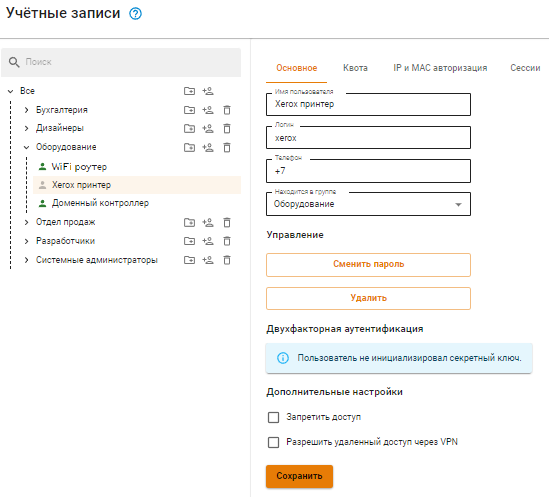 Учётные записи
Поиск
Все
Бухгалтерия
Дизайнеры
Оборудование
WiFi роутер
Xerox принтер
Доменный контроллер
Отдел продаж
Разработчики
Системные администраторы
Основное
Квота
IP и MAC авторизация
Сессии
Имя пользователя
Xerox принтер
Логин
xerox
Телефон
+7
Находится в группе
Оборудование
Управление
Сменить пароль
Удалить
Двухфакторная аутентификация
Пользователь не инициализировал секретный ключ.
Дополнительные настройки
Запретить доступ
Разрешить удаленный доступ через VPN
Сохранить